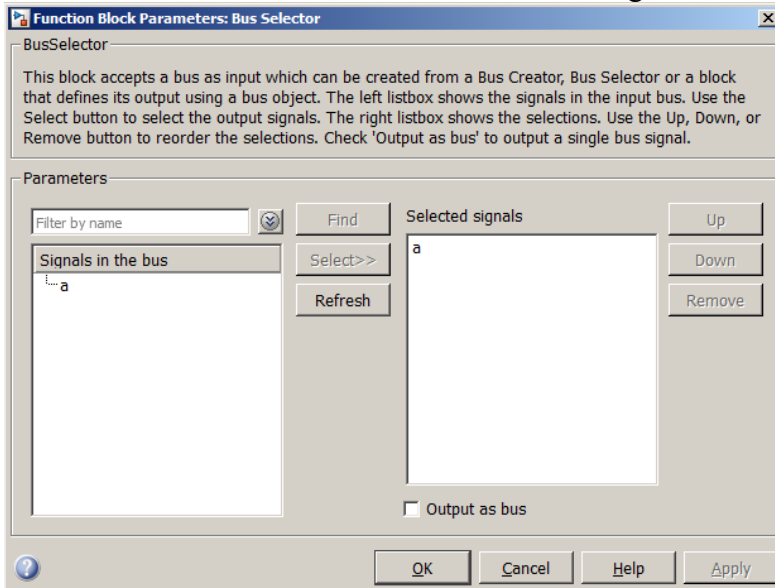 Function Block Parameters: Bus Selector
BusSelector
This block accepts a bus as input which can be created from a Bus Creator, Bus Selector or a block
that defines its output using a bus object. The left listbox shows the signals in the input bus. Use the
Select button to select the output signals. The right listbox shows the selections. Use the Up, Down, or
Remove button to reorder the selections. Check 'Output as bus' to output a single bus signal.
Parameters
Filter by name
Find
Selected signals
Up
Signals in the bus
Select>>
a
Down
a
Refresh
Remove
Output as bus
OK
Cancel
Help
Apply